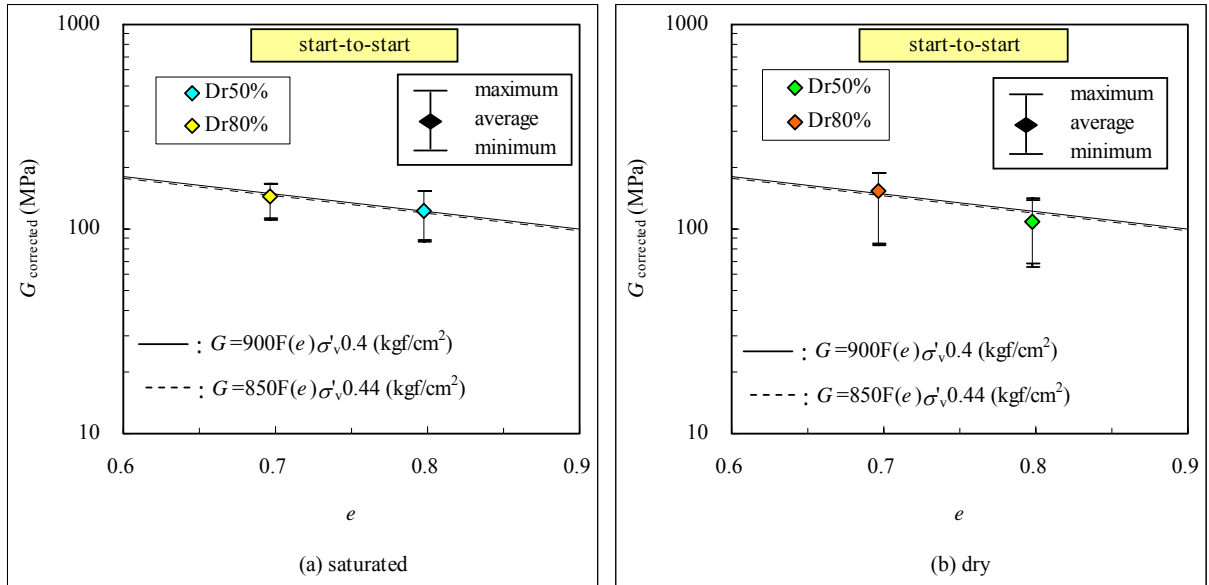 start-to-start
1000
Dr50%
Dr80%
maximum
average
minimum
100
G corrected (MPa)
: G=900F(e)σ'v0.4 (kgf/cm²)
: G=850F(e)σ'v0.44 (kgf/cm²)
10
0.6 0.7 0.8 0.9
e
(a) saturated
start-to-start
1000
Dr50%
Dr80%
maximum
average
minimum
100
G corrected (MPa)
: G=900F(e)σ'v0.4 (kgf/cm²)
: G=850F(e)σ'v0.44 (kgf/cm²)
10
0.6 0.7 0.8 0.9
e
(b) dry